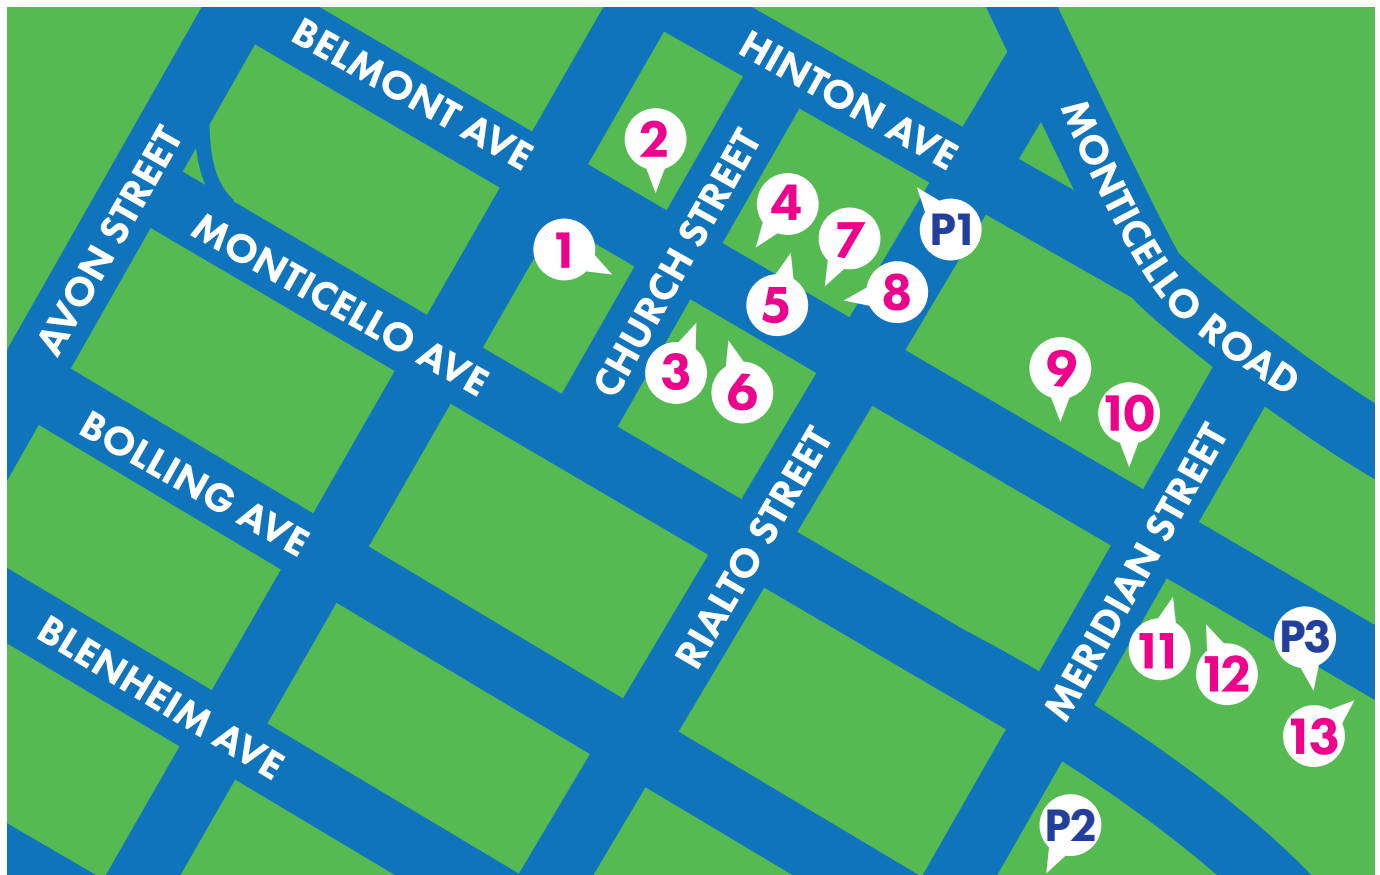 BELMONT AVE
HINTON AVE
MONTICELLO ROAD
AVON STREET
2
CHURCH STREET
4
P1
7
1
MONTICELLO AVE
8
5
3
6
9
10
BOLLING AVE
RIALTO STREET
MERIDIAN STREET
BLENHEIM AVE
11
12
P3
13
P2